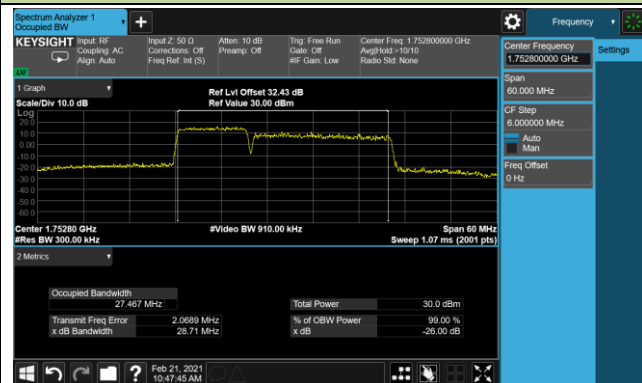 Spectrum Analyzer 1
Occupied BW
Frequency
KEYSIGHT
Input: RF
Coupling: AC
Align: Auto
Input Z: 50 Ω
Corrections: Off
Freq Ref: Int (S)
Atten: 10 dB
Preamp: Off
Trig: Free Run
Gate: Off
#IF Gain: Low
Center Freq: 1.752800000 GHz
Avg|Hold:>10/10
Radio Std: None
Center Frequency
1.752800000 GHz
Settings
Span
60.000 MHz
CF Step
6.000000 MHz
Auto
Man
Freq Offset
0 Hz
1 Graph
Scale/Div 10.0 dB
Ref Lvl Offset 32.43 dB
Ref Value 30.00 dBm
Log
20.0
10.0
0.00
-10.0
-20.0
-30.0
-40.0
-50.0
-60.0
Center 1.75280 GHz
#Res BW 300.00 kHz
#Video BW 910.00 kHz
Span 60 MHz
Sweep 1.07 ms (2001 pts)
2 Metrics
Occupied Bandwidth
27.467 MHz
Total Power 30.0 dBm
Transmit Freq Error 2.0689 MHz
% of OBW Power 99.00 %
x dB Bandwidth 28.71 MHz
x dB -26.00 dB
?
Feb 21, 2021
10:47:45 AM